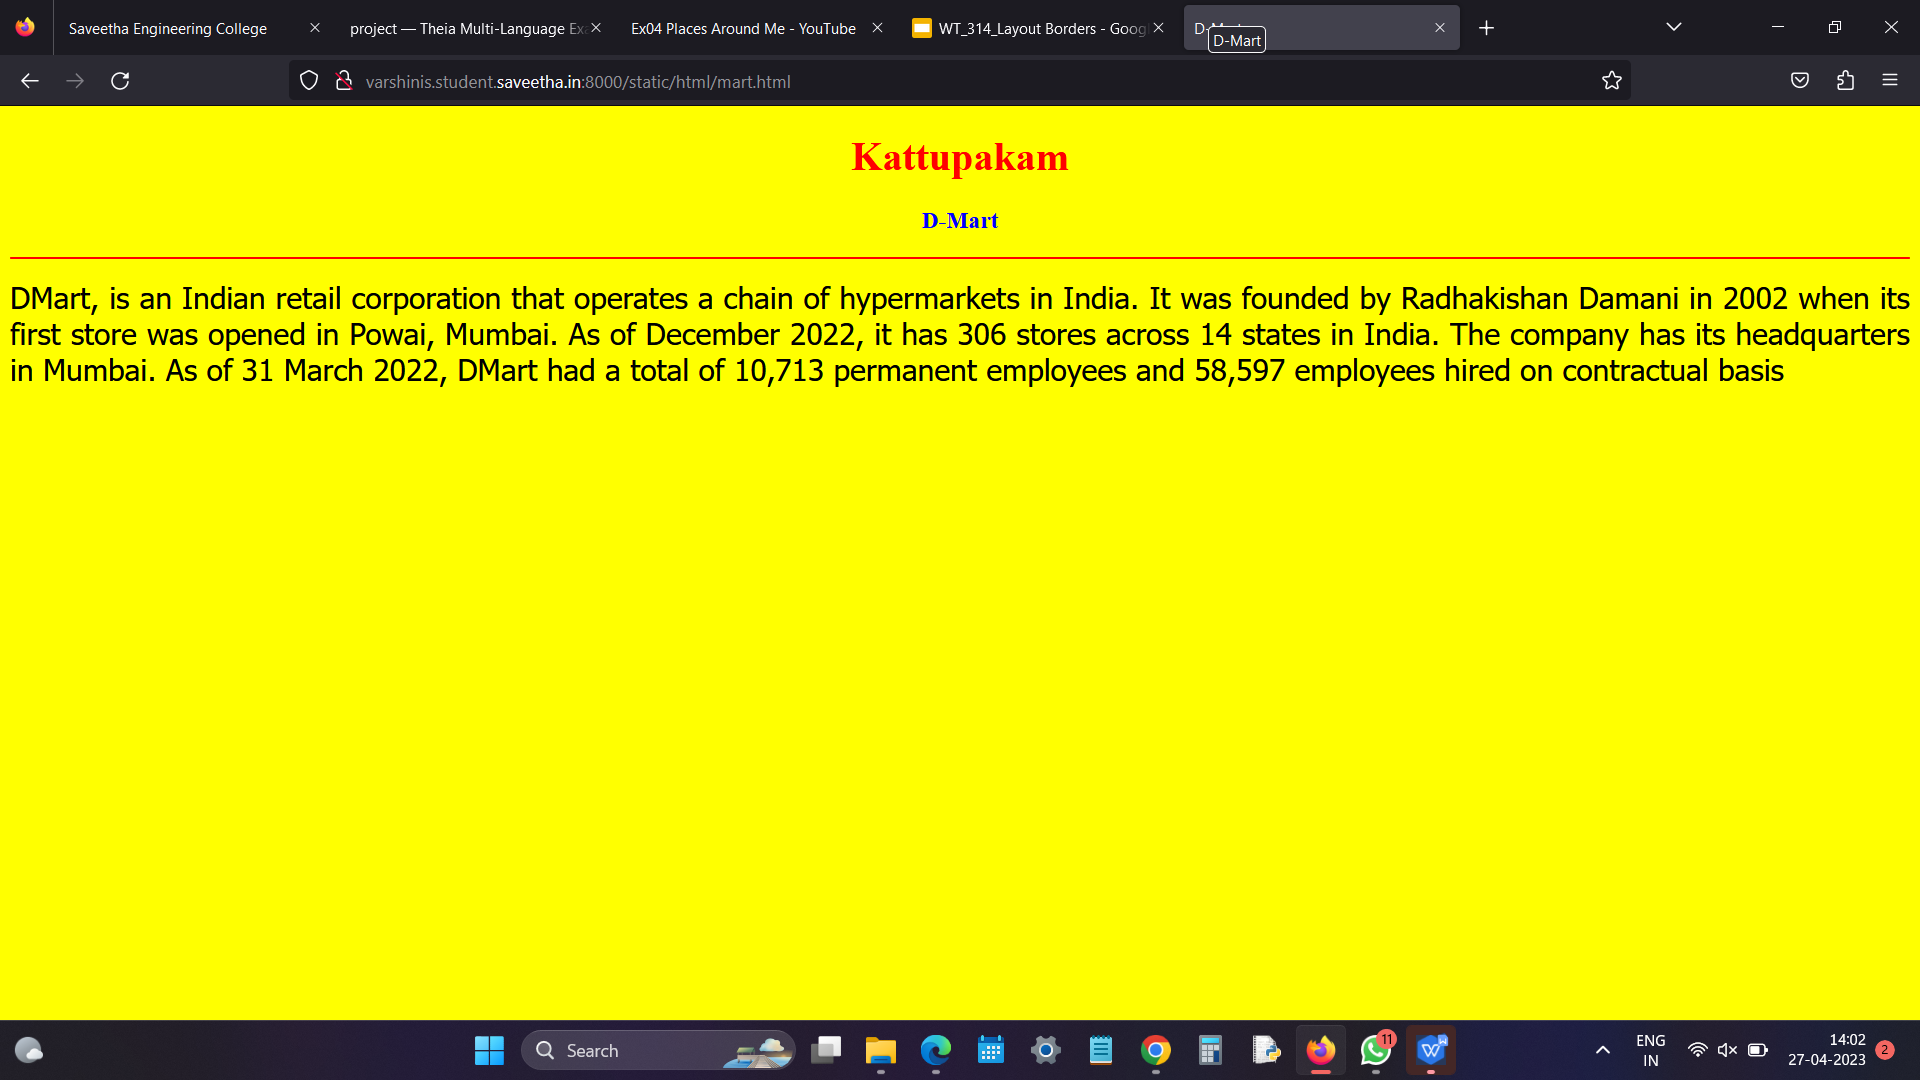 Saveetha Engineering College
project — Theia Multi-Language Ex
Ex04 Places Around Me - YouTube
WT_314_Layout Borders - Goog
D-Mart
varshinis.student.saveetha.in:8000/static/html/mart.html
Kattupakam
D-Mart
DMart, is an Indian retail corporation that operates a chain of hypermarkets in India. It was founded by Radhakishan Damani in 2002 when its
first store was opened in Powai, Mumbai. As of December 2022, it has 306 stores across 14 states in India. The company has its headquarters
in Mumbai. As of 31 March 2022, DMart had a total of 10,713 permanent employees and 58,597 employees hired on contractual basis
Search
11
ENG
IN
14:02
27-04-2023
2